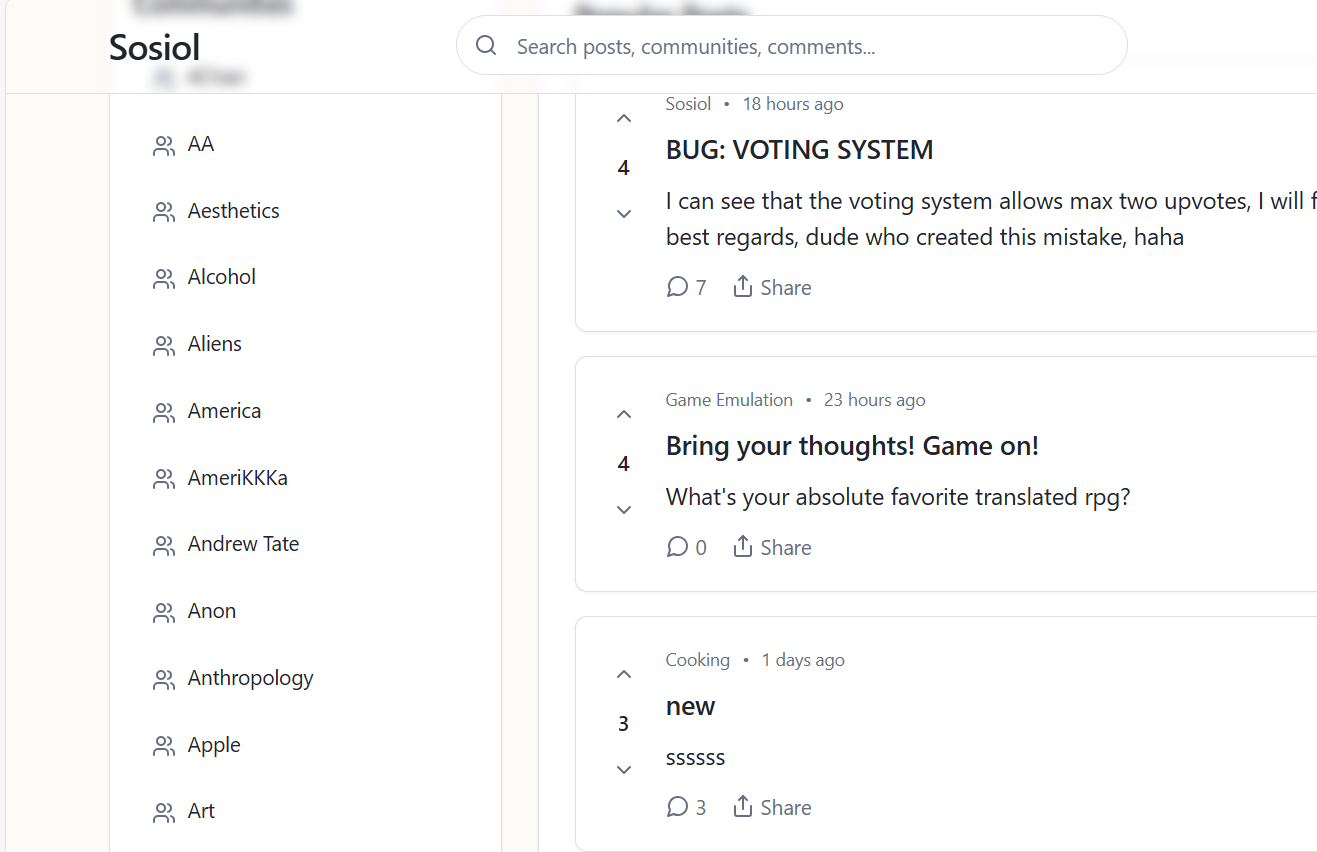 Communities
Popular Posts
Sosiol
Search posts, communities, comments...
AA
Aesthetics
Alcohol
Aliens
America
AmeriKKKa
Andrew Tate
Anon
Anthropology
Apple
Art
Sosiol • 18 hours ago
4
BUG: VOTING SYSTEM
I can see that the voting system allows max two upvotes, I will f
best regards, dude who created this mistake, haha
7 Share
Game Emulation • 23 hours ago
4
Bring your thoughts! Game on!
What's your absolute favorite translated rpg?
0 Share
Cooking • 1 days ago
3
new
ssssss
3 Share